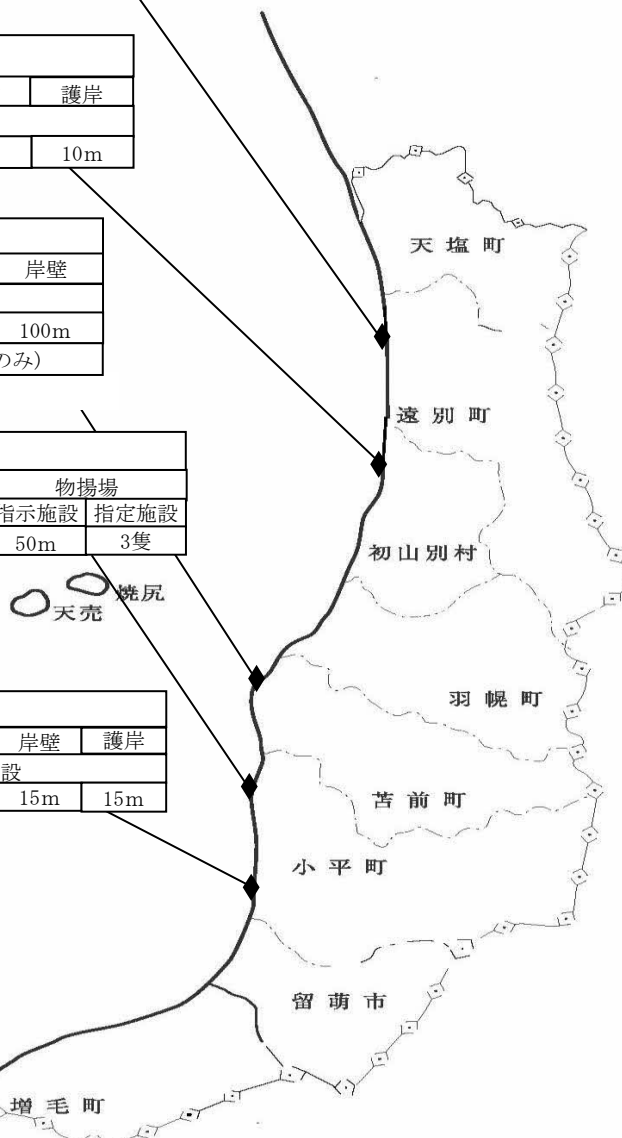 護岸
10m
天塩町
岸壁
100m
のみ)
遠別町
物揚場
指示施設 指定施設
50m 3隻
初山別村
焼尻
天売
羽幌町
岸壁 護岸
設
15m 15m
苫前町
小平町
留萌市
増毛町